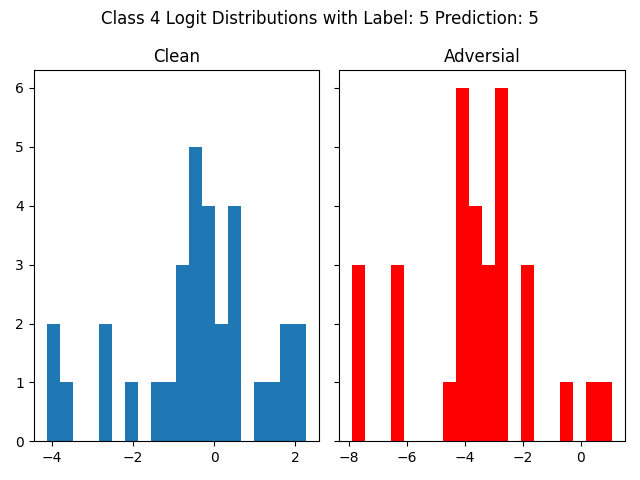 Class 4 Logit Distributions with Label: 5 Prediction: 5
Clean
Adversial
6
5
4
3
2
1
0
−4 −2 0 2
−8 −6 −4 −2 0